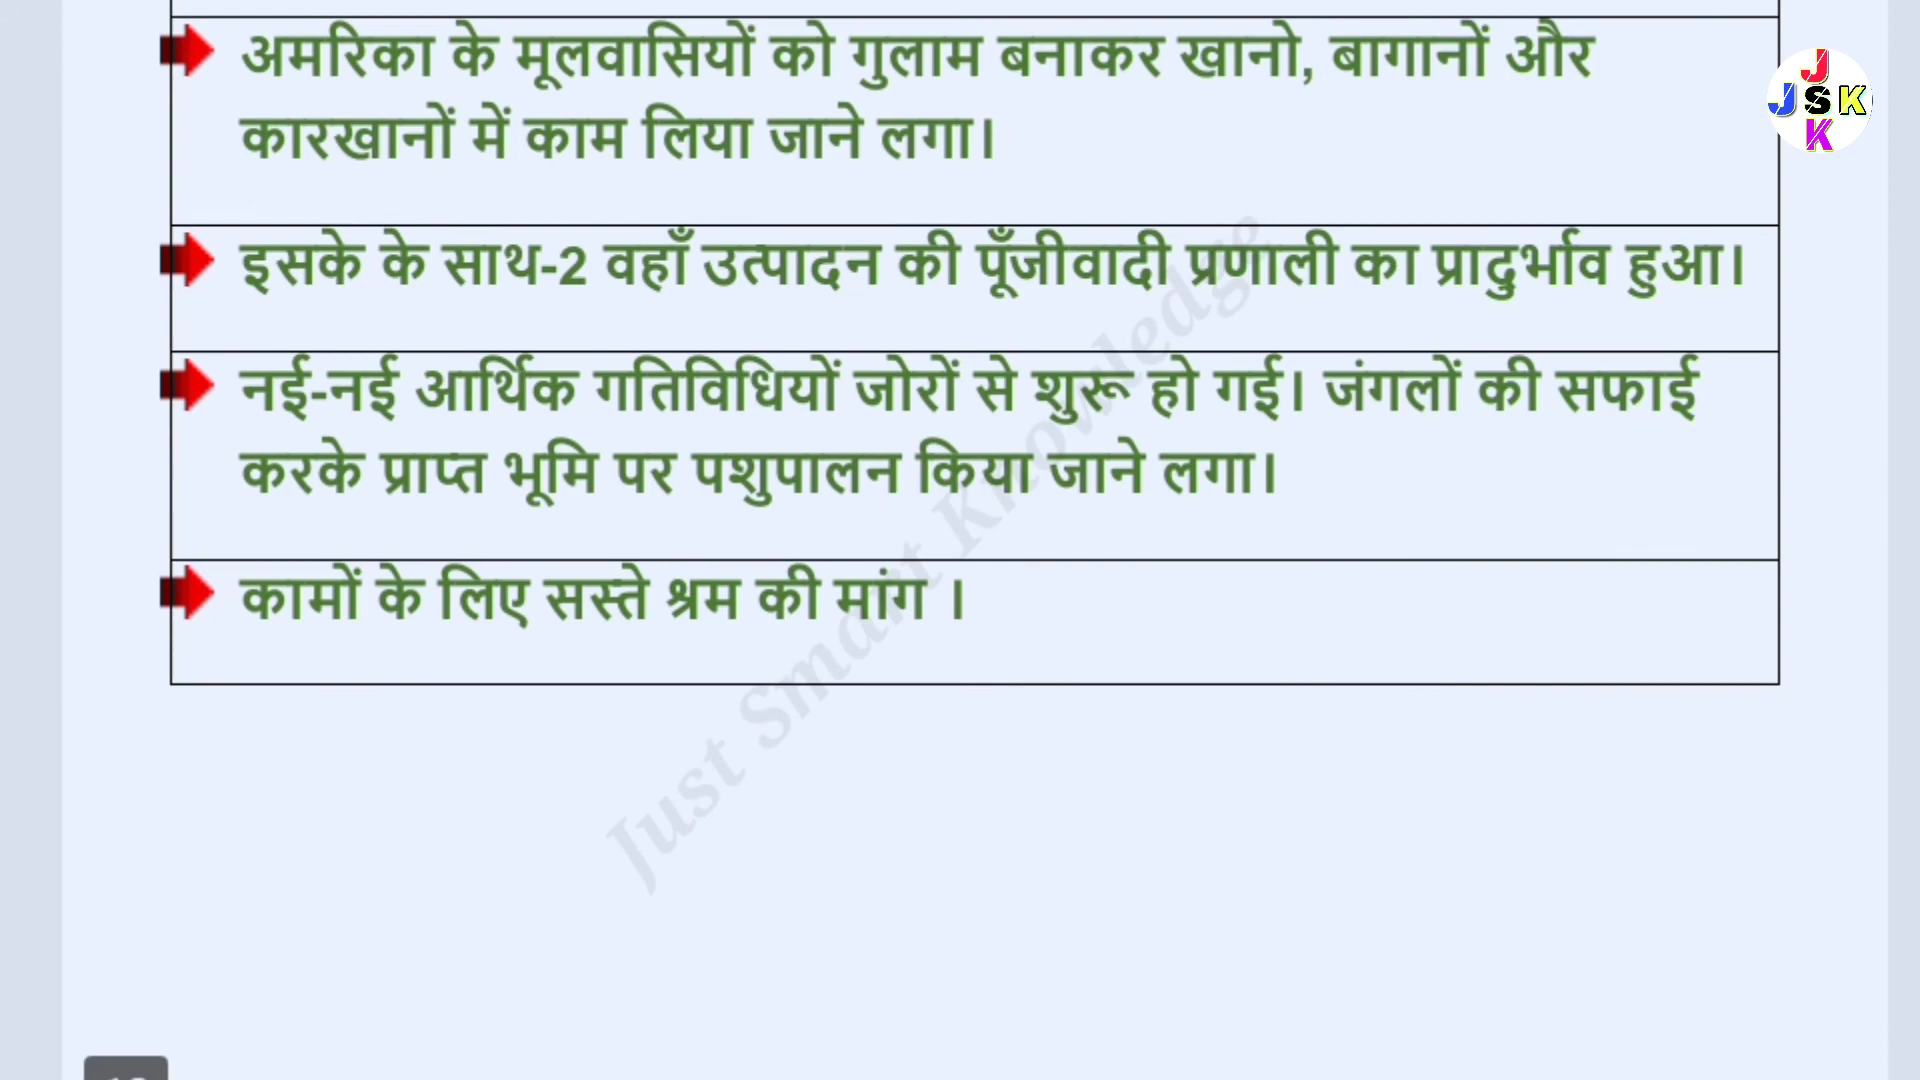 अमरिका के मूलवासियों को गुलाम बनाकर खानो, बागानों और
कारखानों में काम लिया जाने लगा।
इसके के साथ-2 वहाँ उत्पादन की पूँजीवादी प्रणाली का प्रादुर्भाव हुआ।
नई-नई आर्थिक गतिविधियों जोरों से शुरू हो गई। जंगलों की सफाई
करके प्राप्त भूमि पर पशुपालन किया जाने लगा।
कामों के लिए सस्ते श्रम की मांग ।
Just Smart Knowledge
J
J S K
K